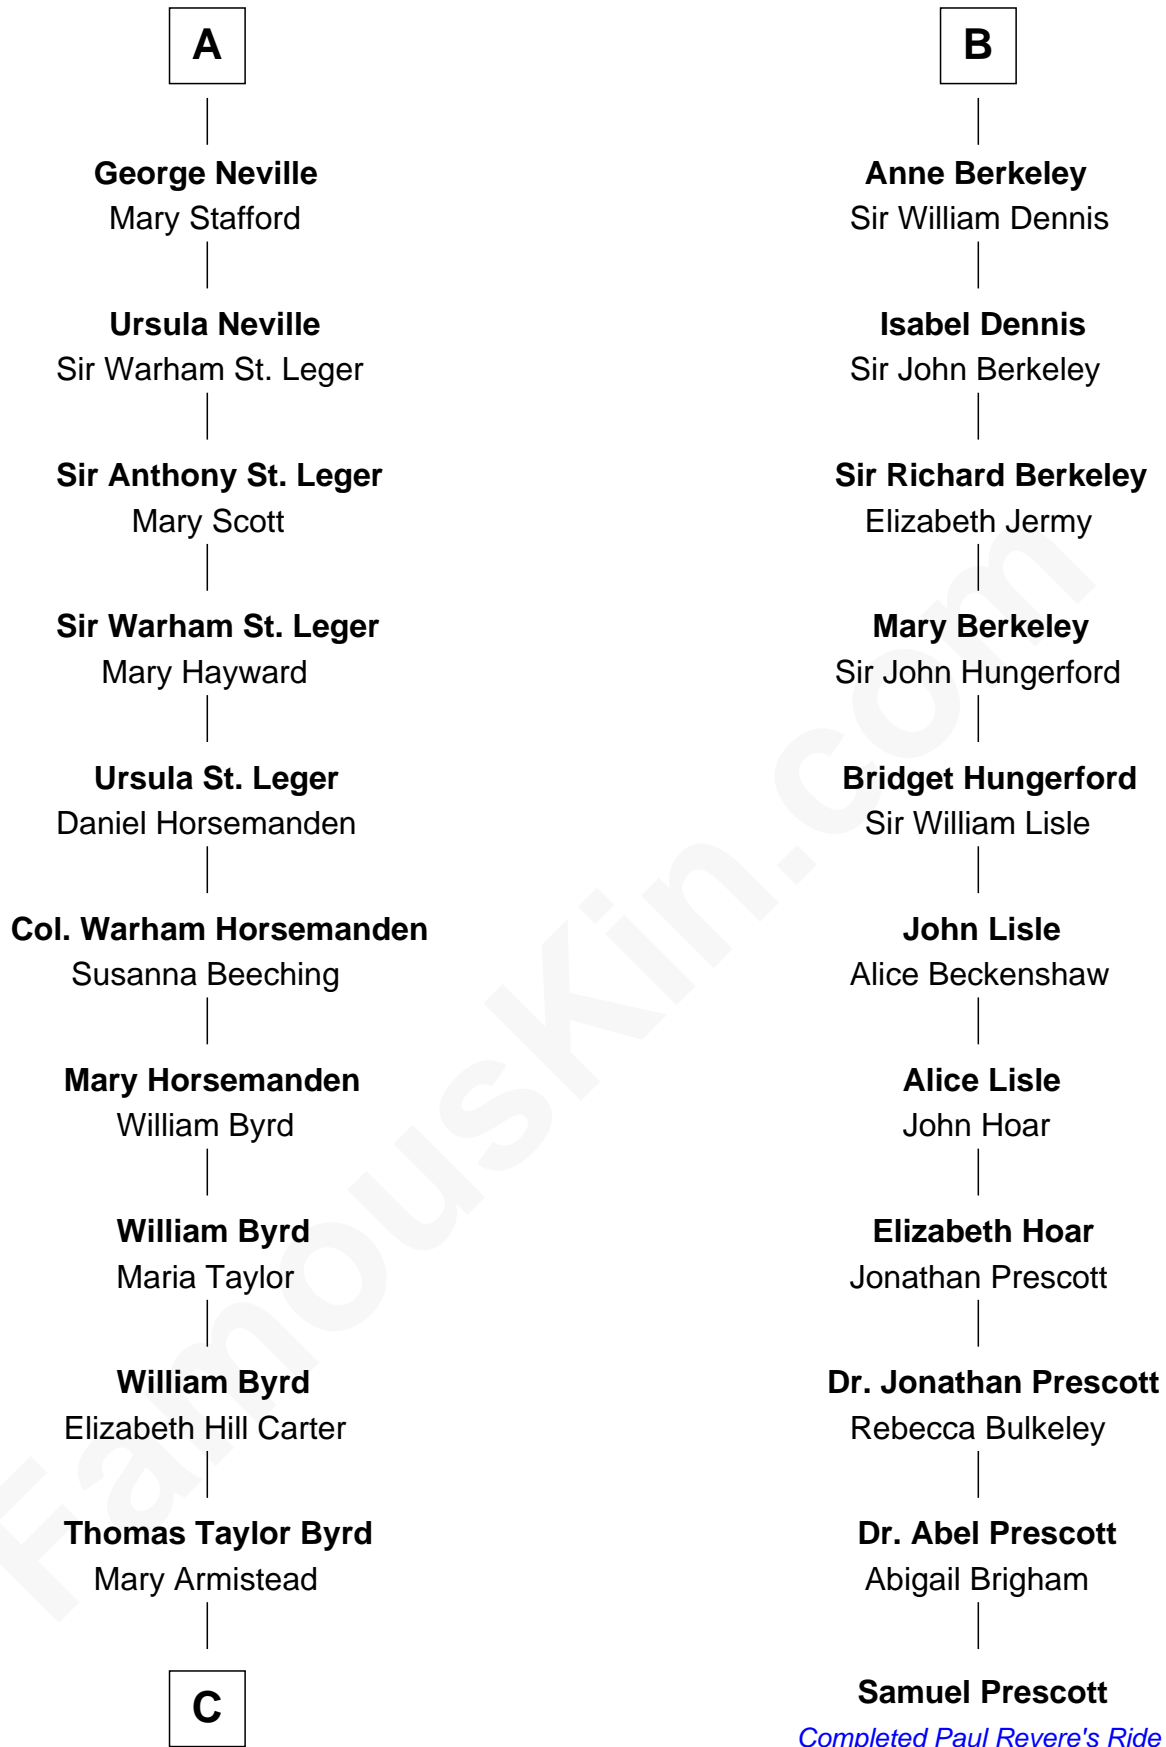 A
George Neville
Mary Stafford
Ursula Neville
Sir Warham St. Leger
Sir Anthony St. Leger
Mary Scott
Sir Warham St. Leger
Mary Hayward
Ursula St. Leger
Daniel Horsemanden
Col. Warham Horsemanden
Susanna Beeching
Mary Horsemanden
William Byrd
William Byrd
Maria Taylor
William Byrd
Elizabeth Hill Carter
Thomas Taylor Byrd
Mary Armistead
C
B
Anne Berkeley
Sir William Dennis
Isabel Dennis
Sir John Berkeley
Sir Richard Berkeley
Elizabeth Jermy
Mary Berkeley
Sir John Hungerford
Bridget Hungerford
Sir William Lisle
John Lisle
Alice Beckenshaw
Alice Lisle
John Hoar
Elizabeth Hoar
Jonathan Prescott
Dr. Jonathan Prescott
Rebecca Bulkeley
Dr. Abel Prescott
Abigail Brigham
Samuel Prescott
Completed Paul Revere's Ride
FamousKin.com